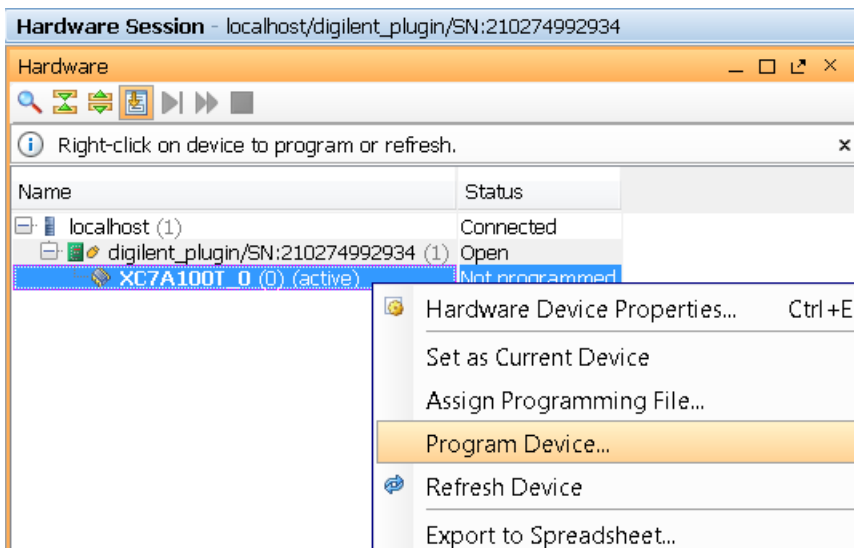 Hardware Session - localhost/digilent_plugin/SN:210274992934
Hardware
Right-click on device to program or refresh.
Name Status
localhost (1) Connected
digilent_plugin/SN:210274992934 (1) Open
XC7A100T_0 (0) (active) Not programmed
Hardware Device Properties... Ctrl+E
Set as Current Device
Assign Programming File...
Program Device...
Refresh Device
Export to Spreadsheet...